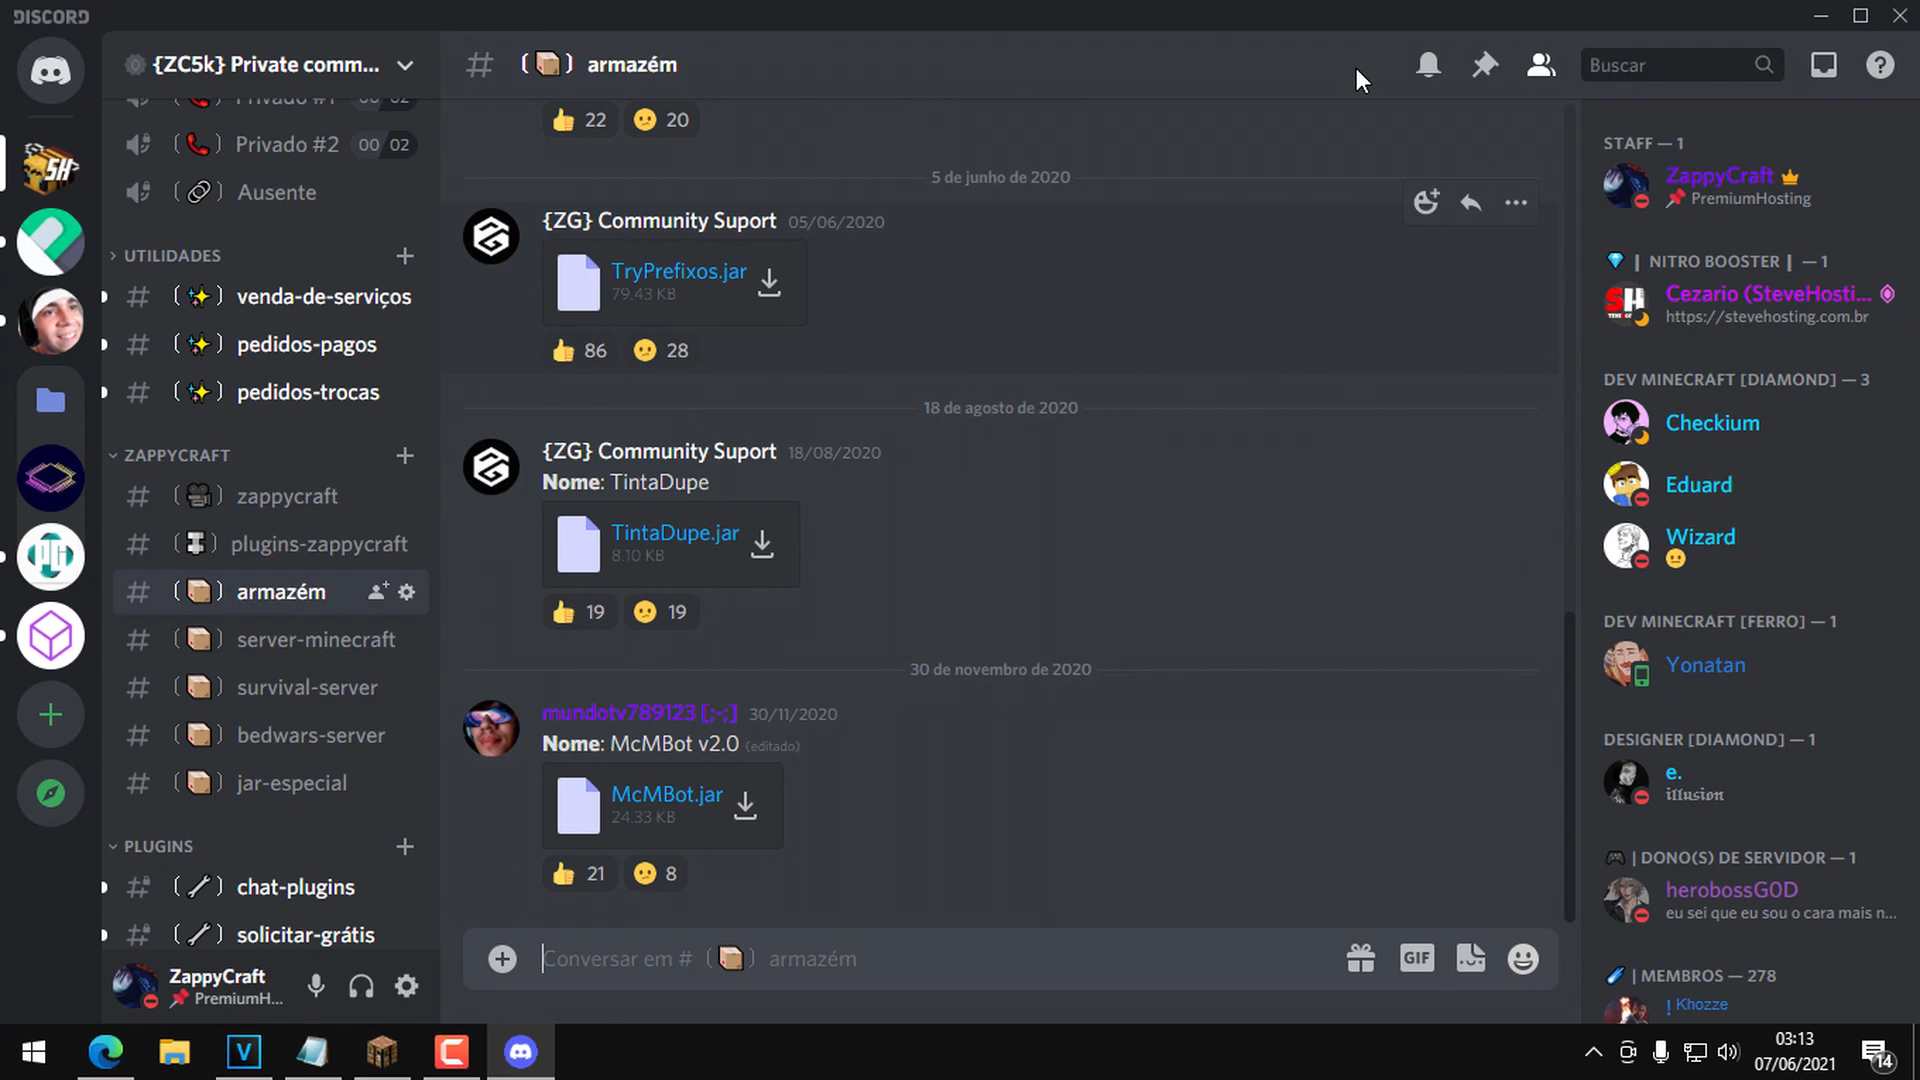 DISCORD
{ZC5k} Private comm...
Privado #1 00 02
Privado #2 00 02
Ausente
UTILIDADES
venda-de-serviços
pedidos-pagos
pedidos-trocas
ZAPPYCRAFT
zappycraft
plugins-zappycraft
armazém
server-minecraft
survival-server
bedwars-server
jar-especial
PLUGINS
chat-plugins
solicitar-grátis
ZappyCraft
PremiumH...
SH
PG
# armazém
Buscar
22 20
5 de junho de 2020
{ZG} Community Suport 05/06/2020
TryPrefixos.jar
79.43 KB
86 28
18 de agosto de 2020
{ZG} Community Suport 18/08/2020
Nome: TintaDupe
TintaDupe.jar
8.10 KB
19 19
30 de novembro de 2020
mundotv789123 [;-;] 30/11/2020
Nome: McMBot v2.0 (editado)
McMBot.jar
24.33 KB
21 8
Conversar em # armazém
GIF
STAFF — 1
ZappyCraft
PremiumHosting
| NITRO BOOSTER | — 1
Cezario (SteveHosti...
https://stevehosting.com.br
DEV MINECRAFT [DIAMOND] — 3
Checkium
Eduard
Wizard
DEV MINECRAFT [FERRO] — 1
Yonatan
DESIGNER [DIAMOND] — 1
e.
𝖎𝖑𝖑𝖚𝖘𝖎𝖔𝖓
| DONO(S) DE SERVIDOR — 1
herobossG0D
eu sei que eu sou o cara mais n...
| MEMBROS — 278
! Khozze
03:13
07/06/2021
14